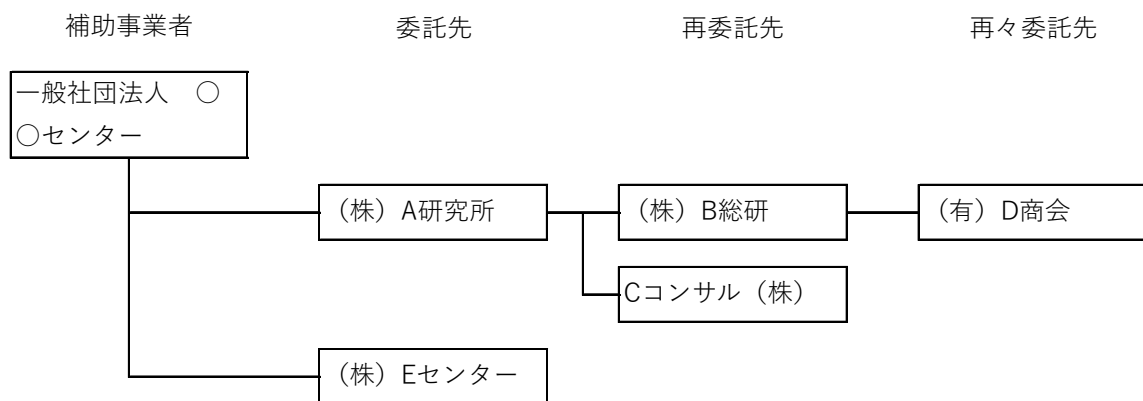 補助事業者 委託先 再委託先 再々委託先
一般社団法人 ○
○センター
(株)A研究所 (株)B総研 (有)D商会
Cコンサル(株)
(株)Eセンター